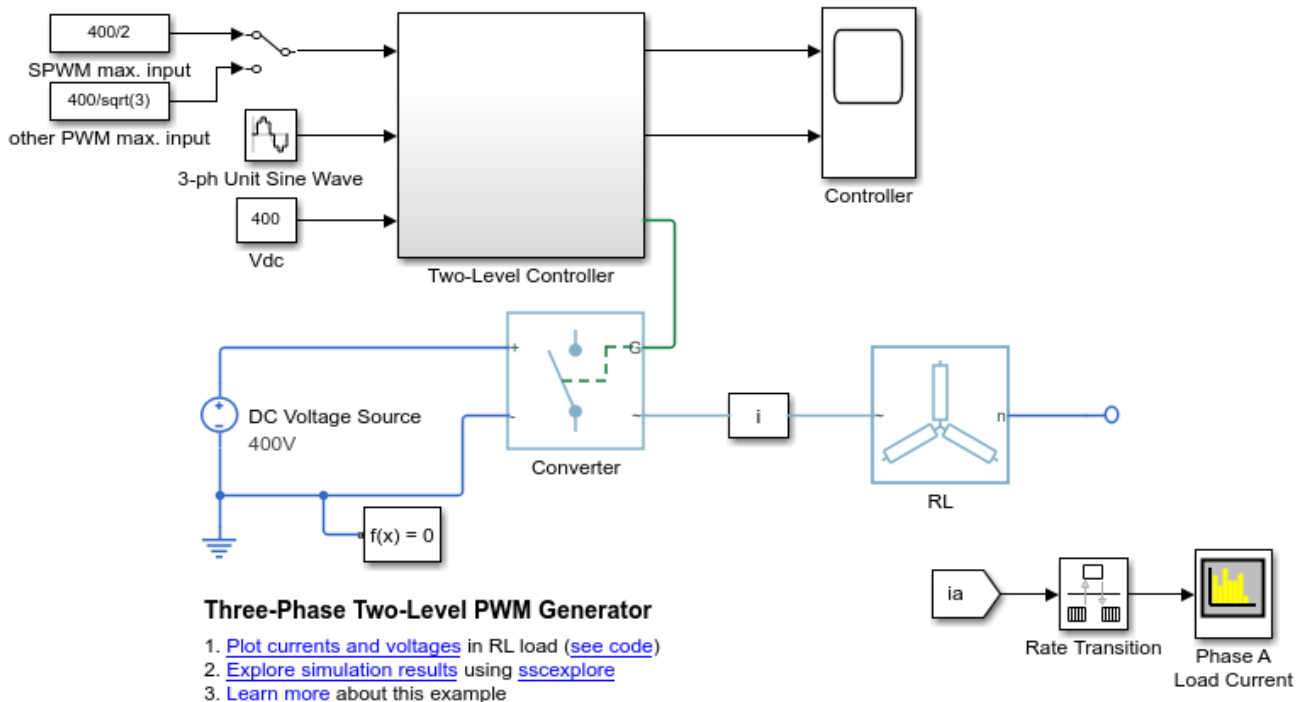 400/2
SPWM max. input
400/sqrt(3)
other PWM max. input
3-ph Unit Sine Wave
400
Vdc
Two-Level Controller
Controller
+
G
-
~
Converter
DC Voltage Source
400V
i
~
n
RL
f(x) = 0
ia
Rate Transition
Phase A
Load Current
Three-Phase Two-Level PWM Generator
1. Plot currents and voltages in RL load (see code)
2. Explore simulation results using sscexplore
3. Learn more about this example